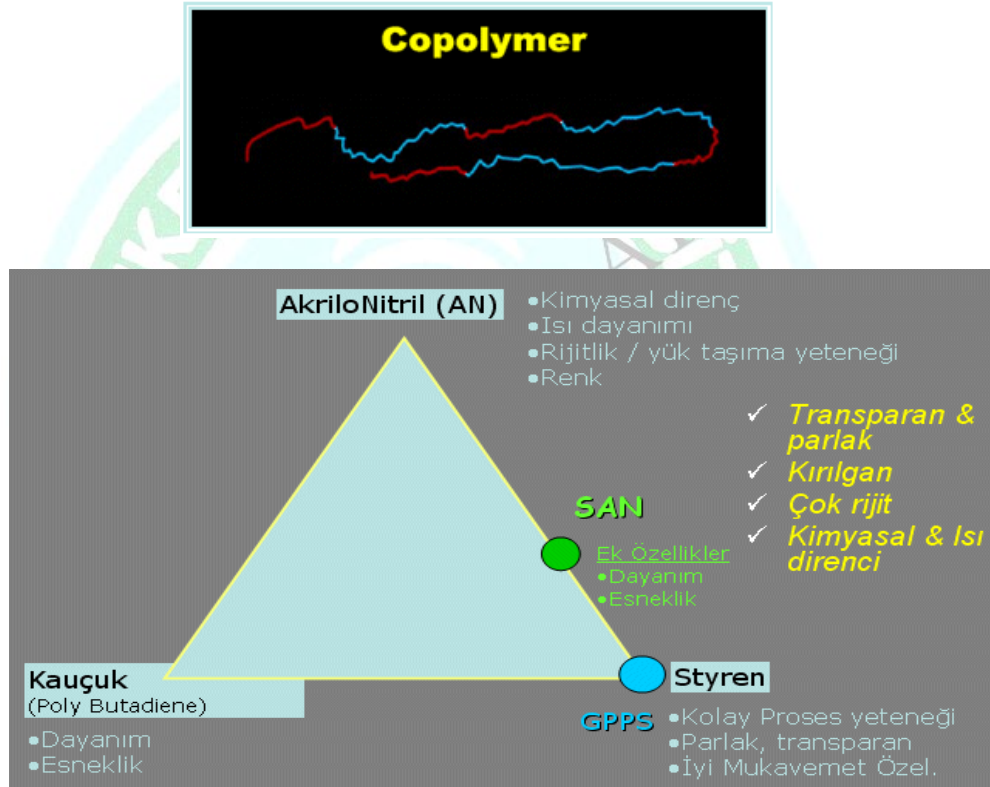 Copolymer
AkriloNitril (AN)
•Kimyasal direnç
•Isı dayanımı
•Rijitlik / yük taşıma yeteneği
•Renk
✓ Transparan &
parlak
✓ Kırılgan
✓ Çok rijit
✓ Kimyasal & Isı
direnci
SAN
Ek Özellikler
•Dayanım
•Esneklik
Kauçuk
(Poly Butadiene)
•Dayanım
•Esneklik
Styren
GPPS
•Kolay Proses yeteneği
•Parlak, transparan
•İyi Mukavemet Özel.